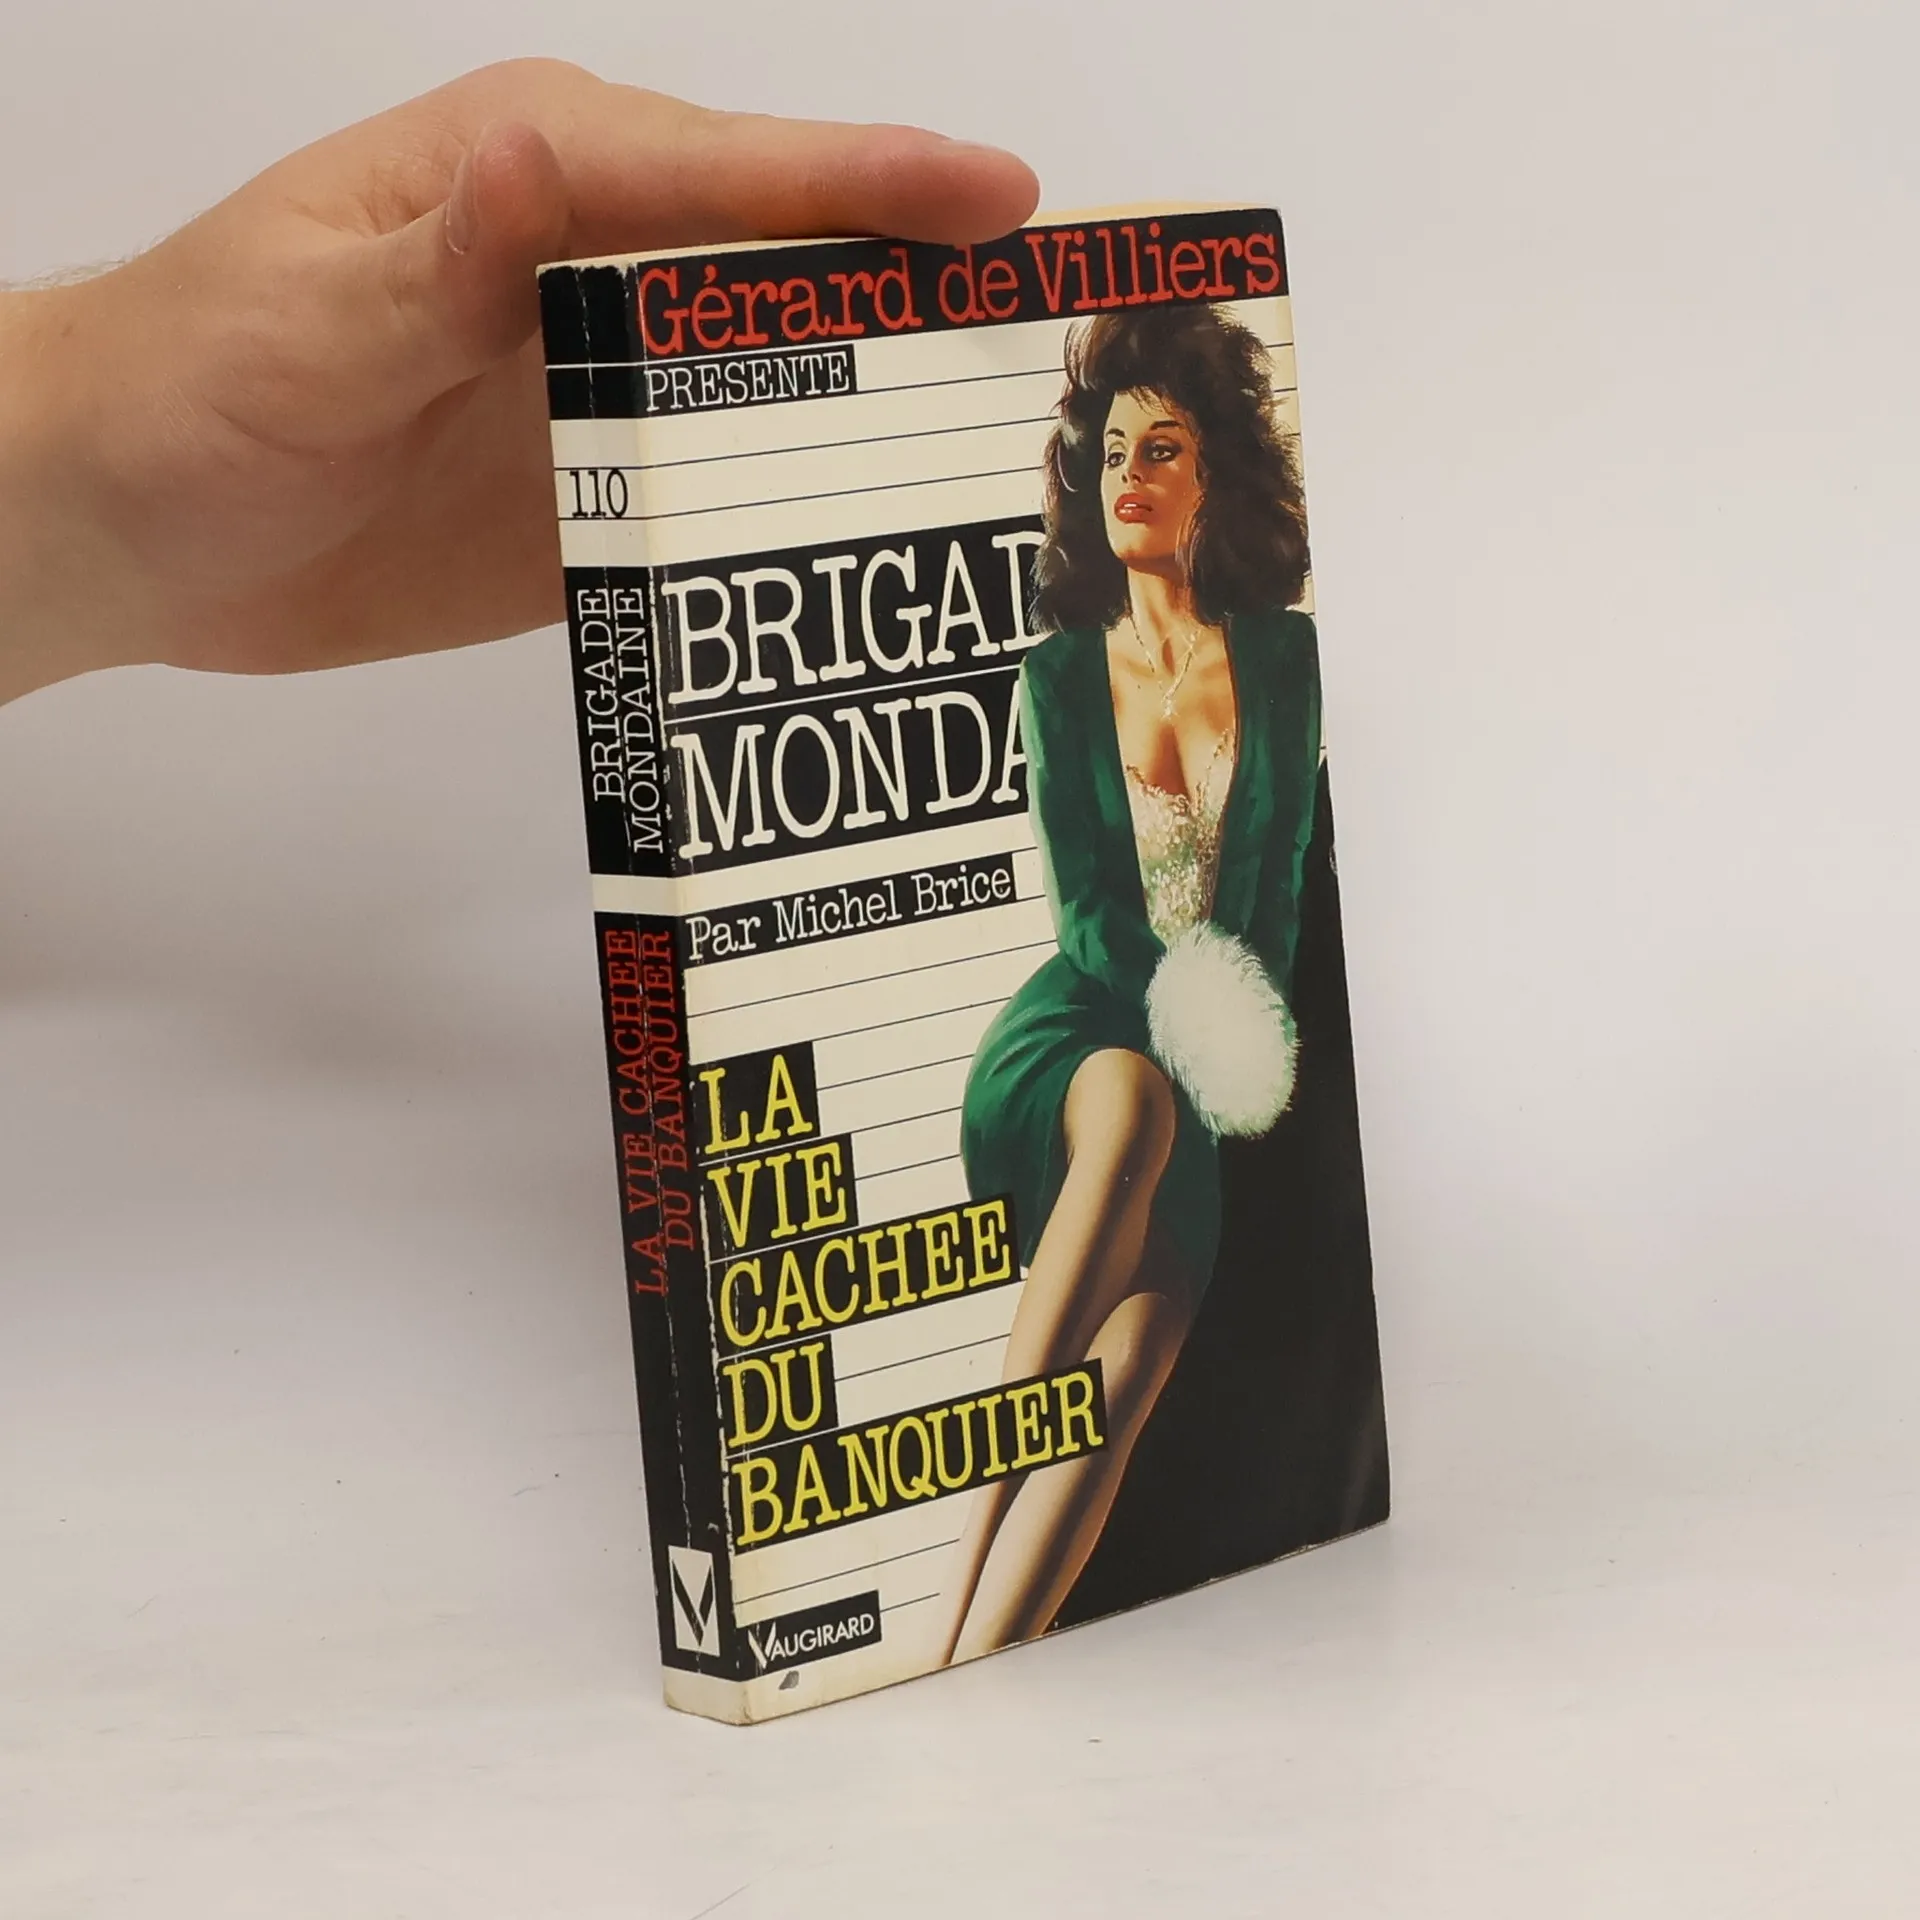 Gérard de Villiers
PRESENTE
110
BRIGAD
MONDA
Par Michel Brice
LA
VIE
CACHEE
DU
BANQUIER
VAUGIRARD
BRIGADE
MONDAINE
LA VIE CACHEE
DU BANQUIER
V